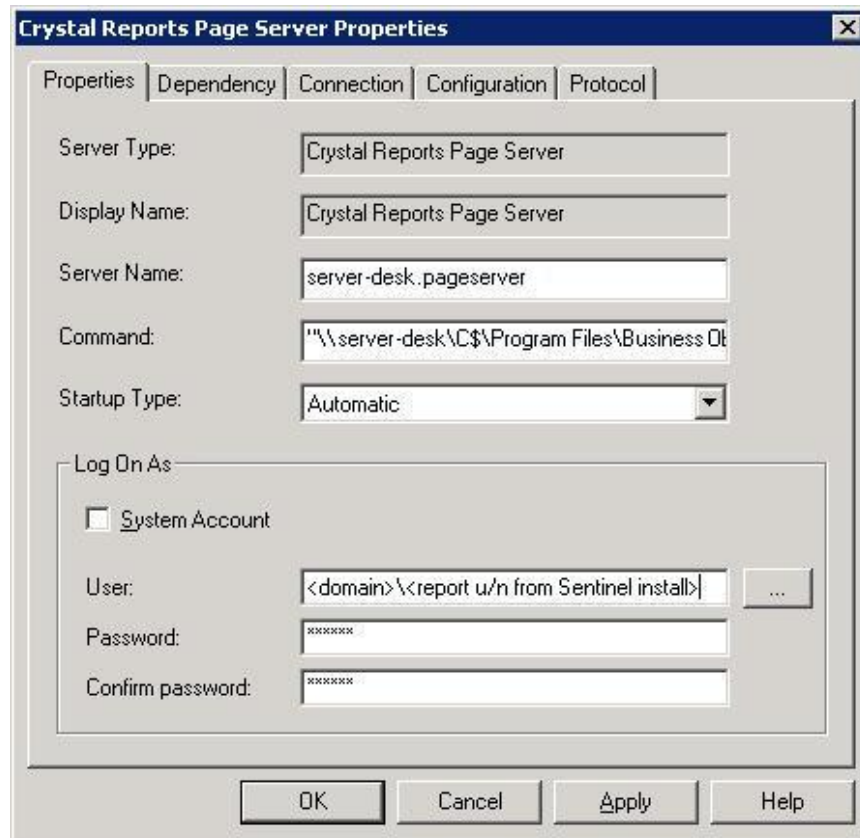 Crystal Reports Page Server Properties
Properties Dependency Connection Configuration Protocol
Server Type: Crystal Reports Page Server
Display Name: Crystal Reports Page Server
Server Name: server-desk.pageserver
Command: "\\server-desk\C$\Program Files\Business Ob
Startup Type: Automatic
Log On As
System Account
User: <domain>\<report u/n from Sentinel install> ...
Password: ******
Confirm password: ******
OK Cancel Apply Help